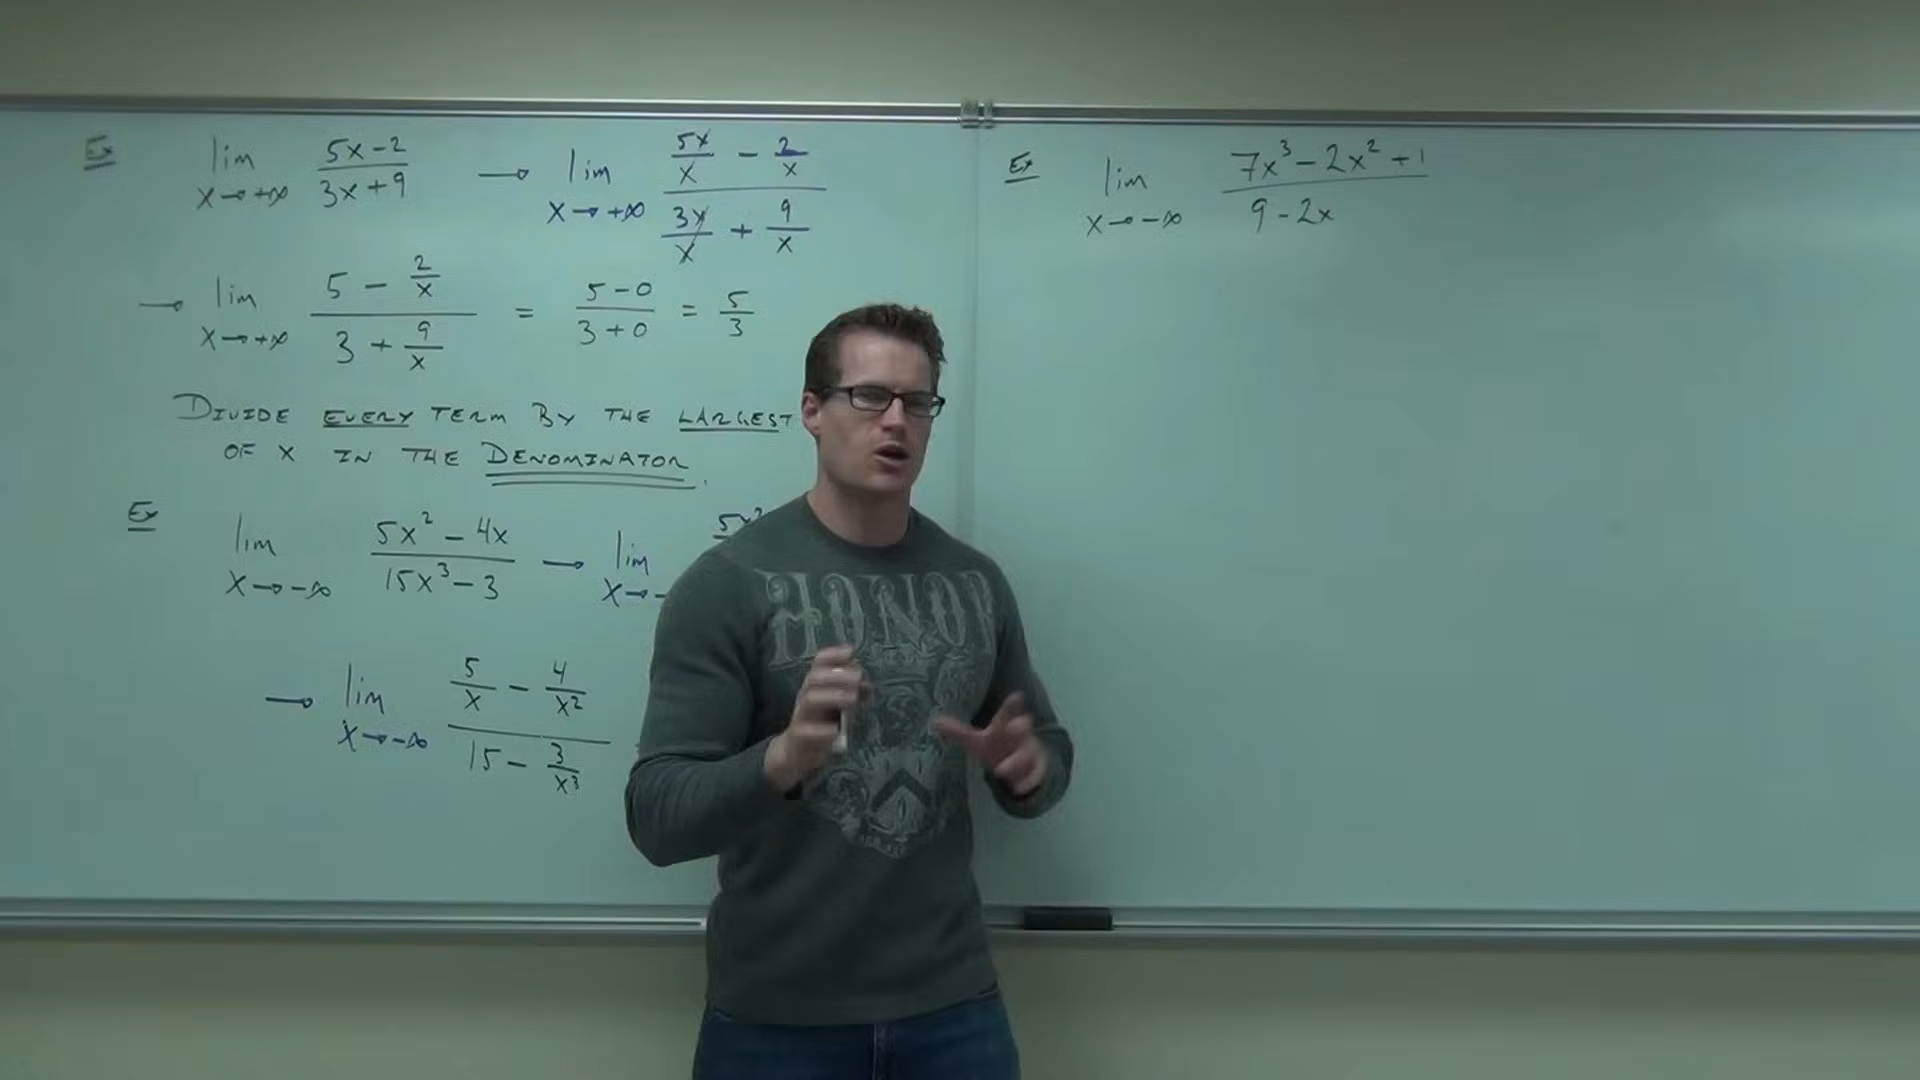 Ex lim x→+∞ (5x-2)/(3x+9) → lim x→+∞ (5x/x - 2/x)/(3x/x + 9/x)
→ lim x→+∞ (5 - 2/x)/(3 + 9/x) = (5-0)/(3+0) = 5/3
DIVIDE EVERY TERM BY THE LARGEST
OF X IN THE DENOMINATOR.
Ex lim x→-∞ (5x² - 4x)/(15x³ - 3) → lim x→- 5x²
→ lim x→-∞ (5/x - 4/x²)/(15 - 3/x³)
Ex lim x→-∞ (7x³ - 2x² + 1)/(9 - 2x)
HONOR